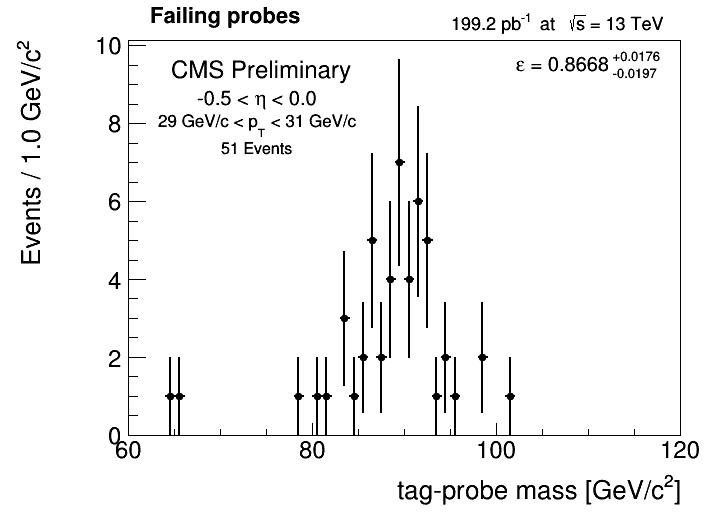 Failing probes
199.2 pb⁻¹ at √s = 13 TeV
CMS Preliminary
-0.5 < η < 0.0
29 GeV/c < p_T < 31 GeV/c
51 Events
ε = 0.8668 +0.0176 -0.0197
Events / 1.0 GeV/c²
10
8
6
4
2
0
60 80 100 120
tag-probe mass [GeV/c²]